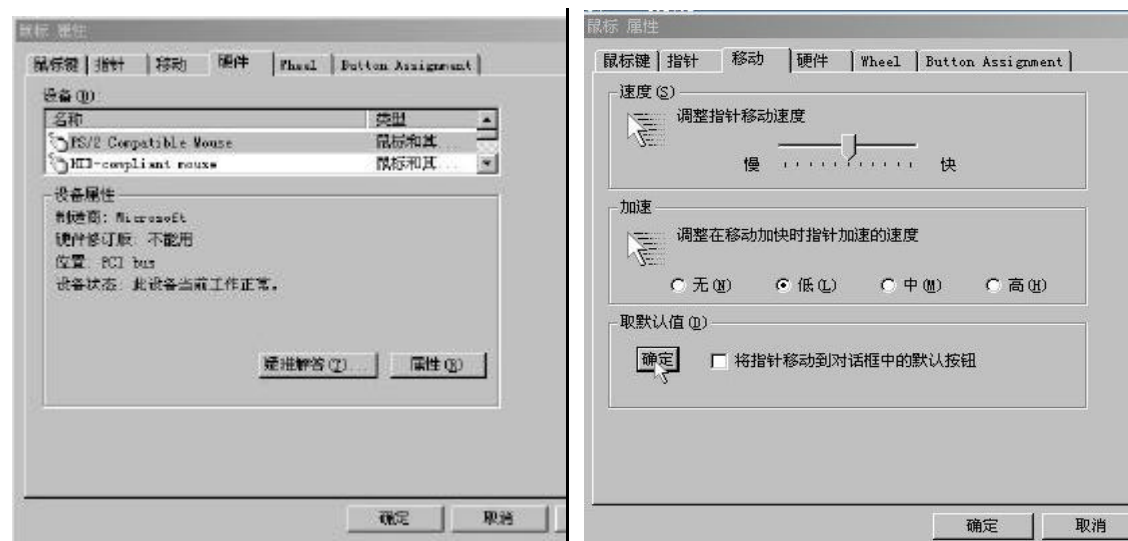 鼠标 属性
鼠标键 指针 移动 硬件 Wheel Button Assignment
设备(D)
名称 类型
PS/2 Compatible Mouse 鼠标和其...
HID-compliant mouse 鼠标和其...
设备属性
制造商: Microsoft
硬件修订版: 不能用
位置: PCI bus
设备状态: 此设备当前工作正常。
疑难解答(T)... 属性(R)
确定 取消
鼠标 属性
鼠标键 指针 移动 硬件 Wheel Button Assignment
速度(S)
调整指针移动速度
慢 快
加速
调整在移动加快时指针加速的速度
无(N) 低(L) 中(M) 高(H)
取默认值(D)
确定 将指针移动到对话框中的默认按钮
确定 取消